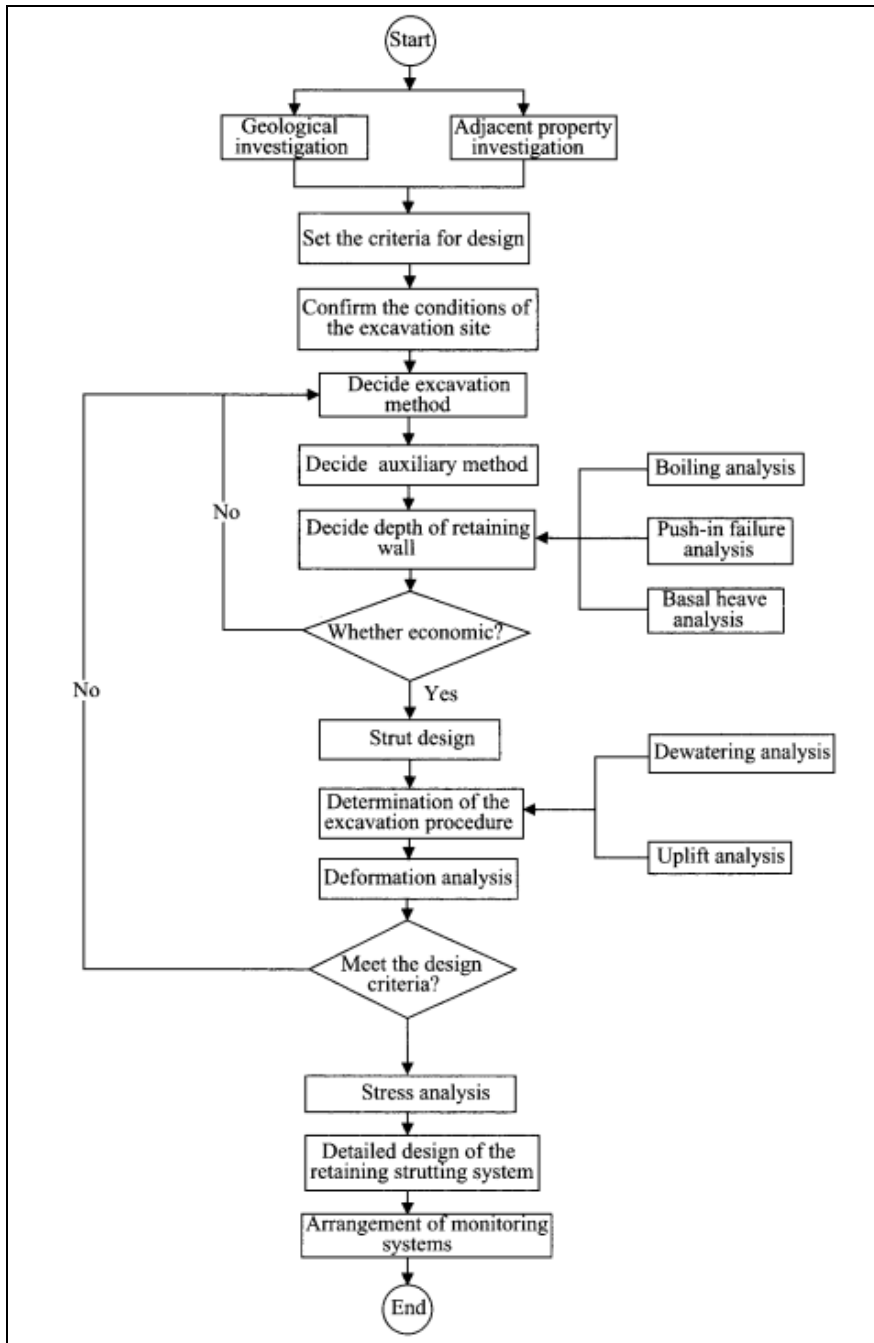 Start
Geological
investigation
Adjacent property
investigation
Set the criteria for design
Confirm the conditions of
the excavation site
Decide excavation
method
Decide auxiliary method
Boiling analysis
No
Decide depth of retaining
wall
Push-in failure
analysis
Basal heave
analysis
Whether economic?
No
Yes
Strut design
Dewatering analysis
Determination of the
excavation procedure
Uplift analysis
Deformation analysis
Meet the design
criteria?
Stress analysis
Detailed design of the
retaining strutting system
Arrangement of monitoring
systems
End